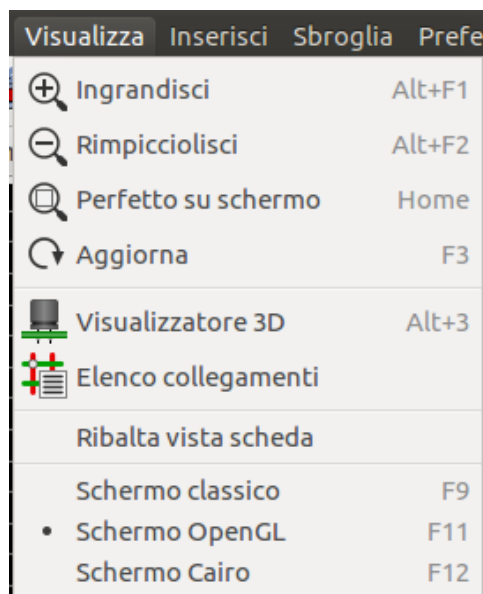 Visualizza Inserisci Sbroglia Prefe
Ingrandisci Alt+F1
Rimpicciolisci Alt+F2
Perfetto su schermo Home
Aggiorna F3
Visualizzatore 3D Alt+3
Elenco collegamenti
Ribalta vista scheda
Schermo classico F9
Schermo OpenGL F11
Schermo Cairo F12